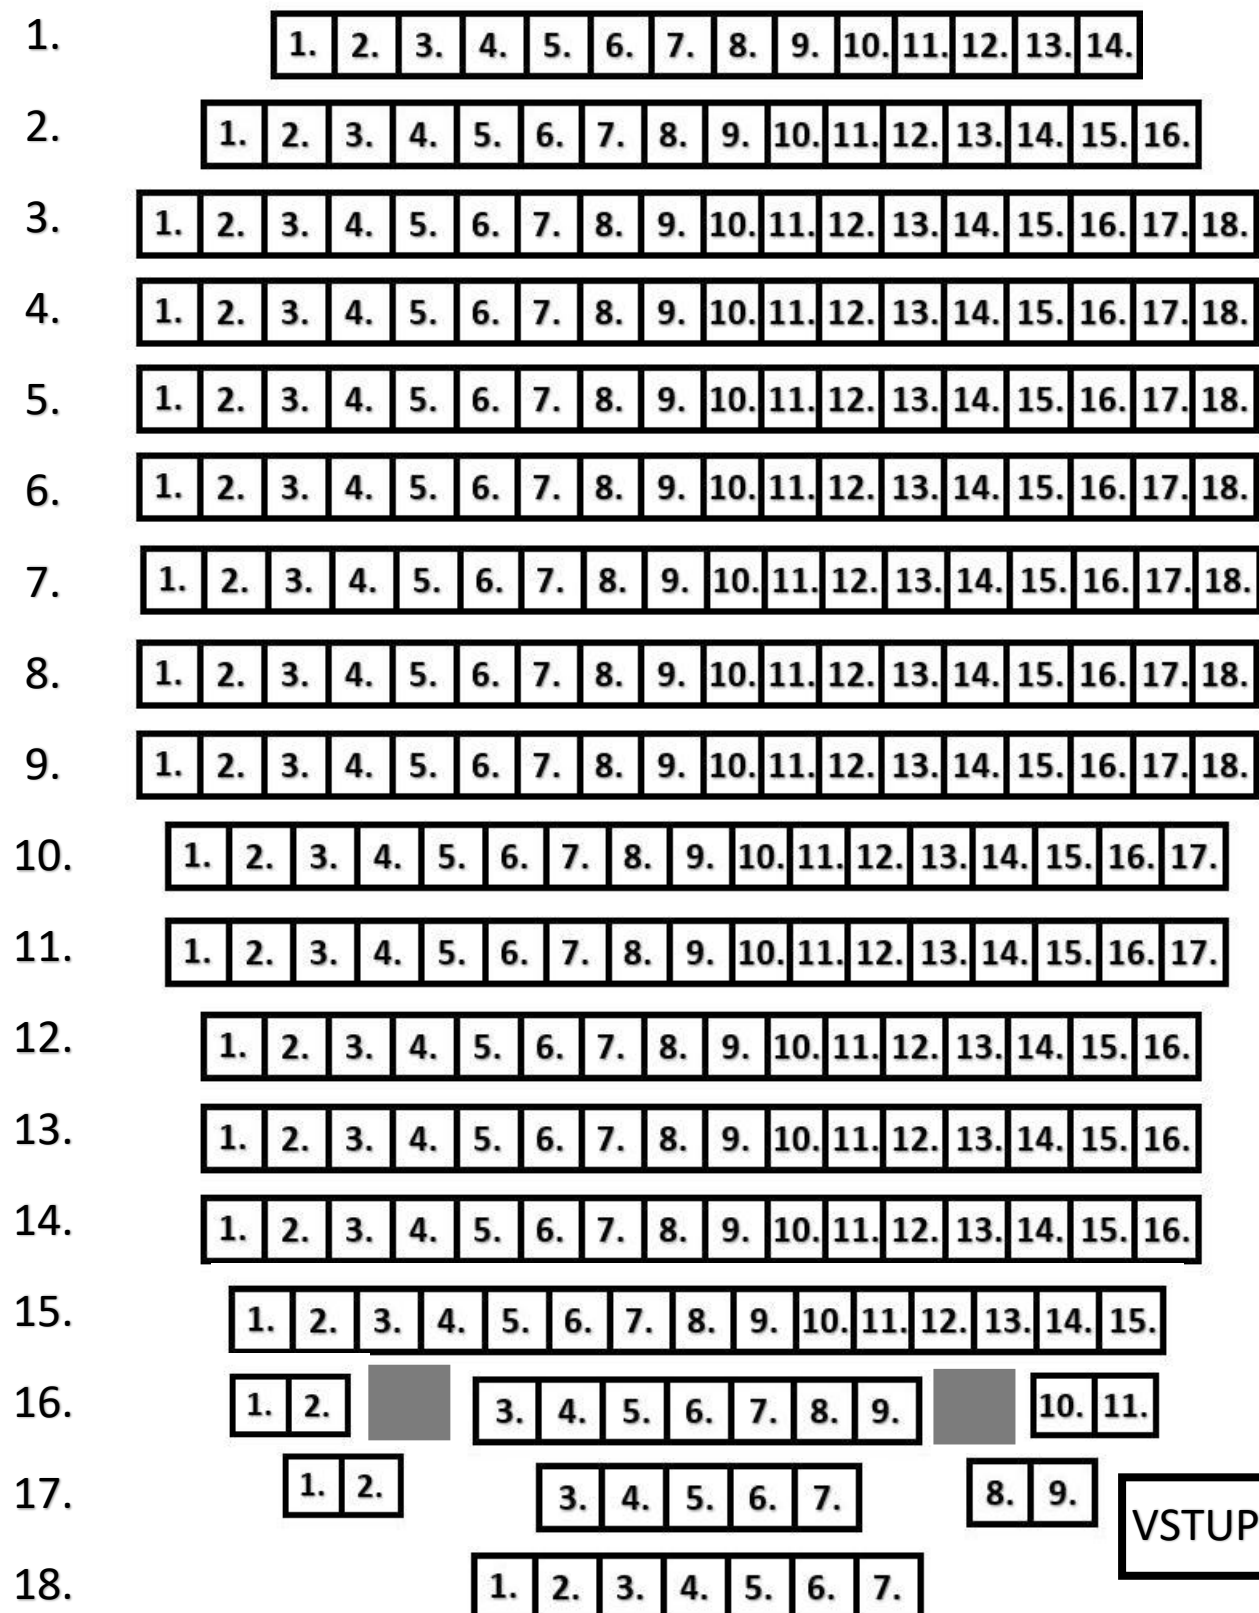 1. 1. 2. 3. 4. 5. 6. 7. 8. 9. 10. 11. 12. 13. 14.
2. 1. 2. 3. 4. 5. 6. 7. 8. 9. 10. 11. 12. 13. 14. 15. 16.
3. 1. 2. 3. 4. 5. 6. 7. 8. 9. 10. 11. 12. 13. 14. 15. 16. 17. 18.
4. 1. 2. 3. 4. 5. 6. 7. 8. 9. 10. 11. 12. 13. 14. 15. 16. 17. 18.
5. 1. 2. 3. 4. 5. 6. 7. 8. 9. 10. 11. 12. 13. 14. 15. 16. 17. 18.
6. 1. 2. 3. 4. 5. 6. 7. 8. 9. 10. 11. 12. 13. 14. 15. 16. 17. 18.
7. 1. 2. 3. 4. 5. 6. 7. 8. 9. 10. 11. 12. 13. 14. 15. 16. 17. 18.
8. 1. 2. 3. 4. 5. 6. 7. 8. 9. 10. 11. 12. 13. 14. 15. 16. 17. 18.
9. 1. 2. 3. 4. 5. 6. 7. 8. 9. 10. 11. 12. 13. 14. 15. 16. 17. 18.
10. 1. 2. 3. 4. 5. 6. 7. 8. 9. 10. 11. 12. 13. 14. 15. 16. 17.
11. 1. 2. 3. 4. 5. 6. 7. 8. 9. 10. 11. 12. 13. 14. 15. 16. 17.
12. 1. 2. 3. 4. 5. 6. 7. 8. 9. 10. 11. 12. 13. 14. 15. 16.
13. 1. 2. 3. 4. 5. 6. 7. 8. 9. 10. 11. 12. 13. 14. 15. 16.
14. 1. 2. 3. 4. 5. 6. 7. 8. 9. 10. 11. 12. 13. 14. 15. 16.
15. 1. 2. 3. 4. 5. 6. 7. 8. 9. 10. 11. 12. 13. 14. 15.
16. 1. 2. 3. 4. 5. 6. 7. 8. 9. 10. 11.
17. 1. 2. 3. 4. 5. 6. 7. 8. 9.
VSTUP
18. 1. 2. 3. 4. 5. 6. 7.